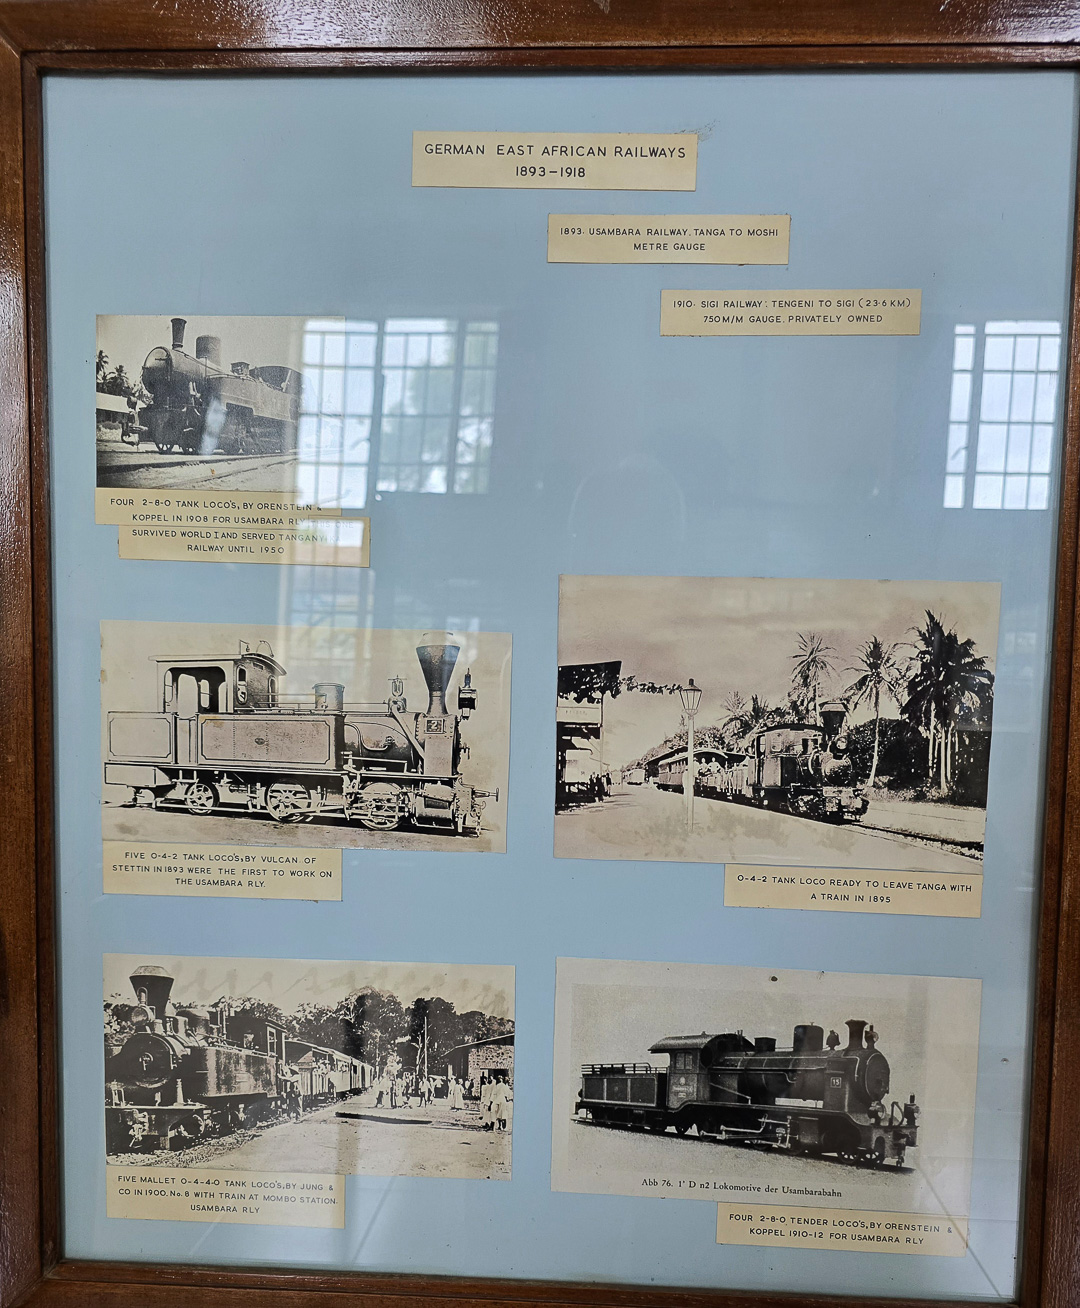 GERMAN EAST AFRICAN RAILWAYS
1893-1918
1893. USAMBARA RAILWAY. TANGA TO MOSHI
METRE GAUGE
1910. SIGI RAILWAY: TENGENI TO SIGI (23·6 KM)
750M/M GAUGE. PRIVATELY OWNED
FOUR 2-8-0 TANK LOCO'S, BY ORENSTEIN &
KOPPEL IN 1908 FOR USAMBARA RLY
SURVIVED WORLD I AND SERVED TANGANYIKA
RAILWAY UNTIL 1950
FIVE 0-4-2 TANK LOCO'S, BY VULCAN OF
STETTIN IN 1893 WERE THE FIRST TO WORK ON
THE USAMBARA RLY.
0-4-2 TANK LOCO READY TO LEAVE TANGA WITH
A TRAIN IN 1895
FIVE MALLET 0-4-4-0 TANK LOCO'S, BY JUNG &
CO IN 1900. No. 8 WITH TRAIN AT MOMBO STATION.
USAMBARA RLY
15
Abb 76. 1' D n2 Lokomotive der Usambarabahn
FOUR 2-8-0 TENDER LOCO'S, BY ORENSTEIN &
KOPPEL 1910-12 FOR USAMBARA RLY